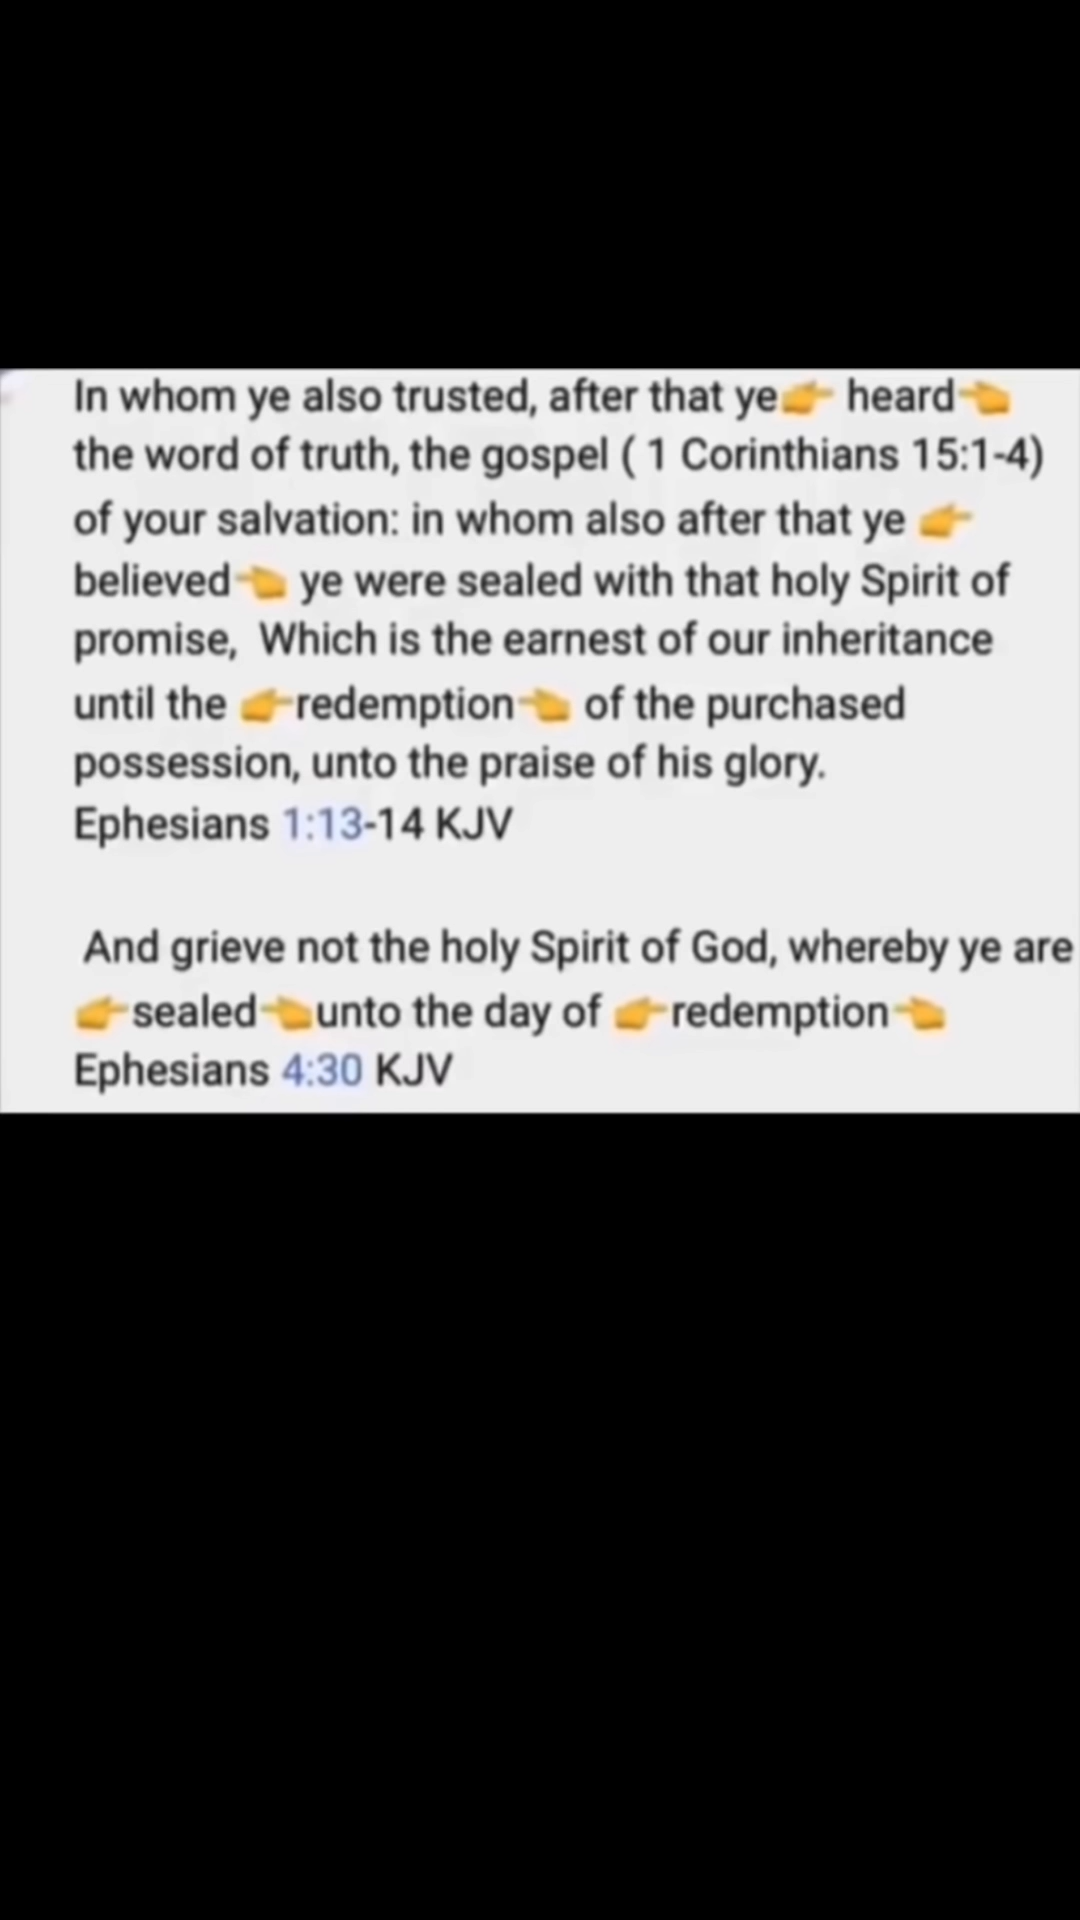 In whom ye also trusted, after that ye👉 heard👈
the word of truth, the gospel ( 1 Corinthians 15:1-4)
of your salvation: in whom also after that ye 👉
believed👈 ye were sealed with that holy Spirit of
promise,  Which is the earnest of our inheritance
until the 👉redemption👈 of the purchased
possession, unto the praise of his glory.
Ephesians 1:13-14 KJV
And grieve not the holy Spirit of God, whereby ye are
👉sealed👈unto the day of 👉redemption👈
Ephesians 4:30 KJV